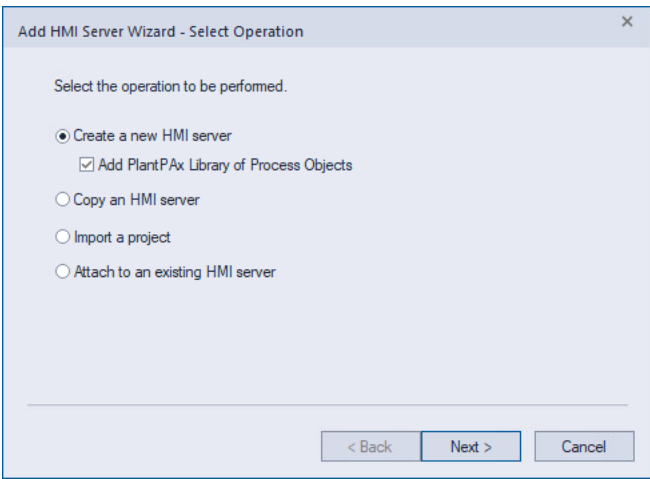 Add HMI Server Wizard - Select Operation
Select the operation to be performed.
Create a new HMI server
Add PlantPAx Library of Process Objects
Copy an HMI server
Import a project
Attach to an existing HMI server
< Back Next > Cancel